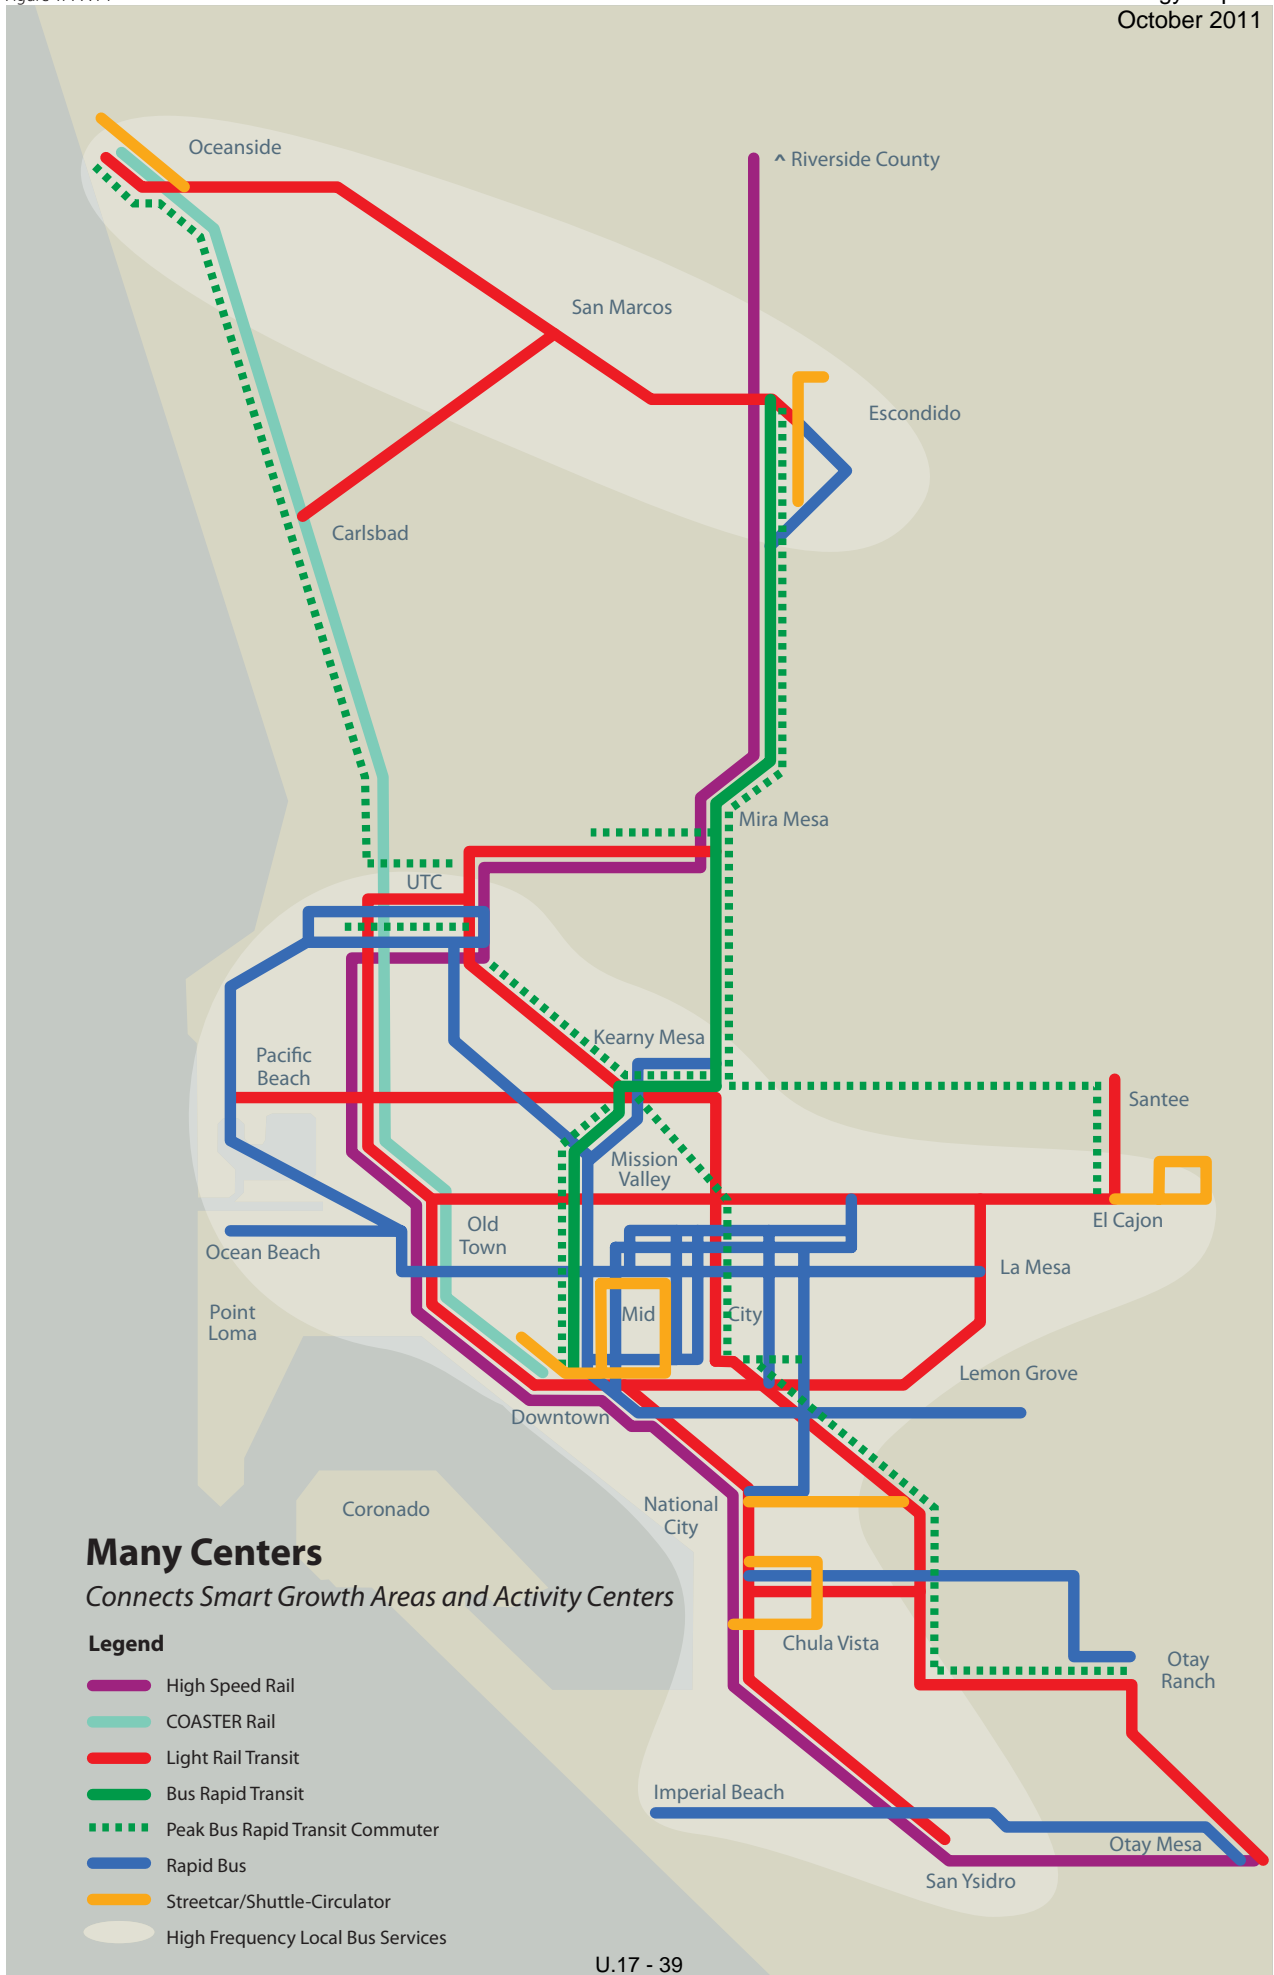 October 2011
Oceanside
^ Riverside County
San Marcos
Escondido
Carlsbad
Mira Mesa
UTC
Kearny Mesa
Pacific
Beach
Santee
Mission
Valley
El Cajon
Old
Town
Ocean Beach
La Mesa
Point
Loma
Mid
City
Lemon Grove
Downtown
National
City
Coronado
Many Centers
Connects Smart Growth Areas and Activity Centers
Legend
High Speed Rail
COASTER Rail
Light Rail Transit
Bus Rapid Transit
Peak Bus Rapid Transit Commuter
Rapid Bus
Streetcar/Shuttle-Circulator
High Frequency Local Bus Services
Chula Vista
Otay
Ranch
Imperial Beach
Otay Mesa
San Ysidro
U.17 - 39